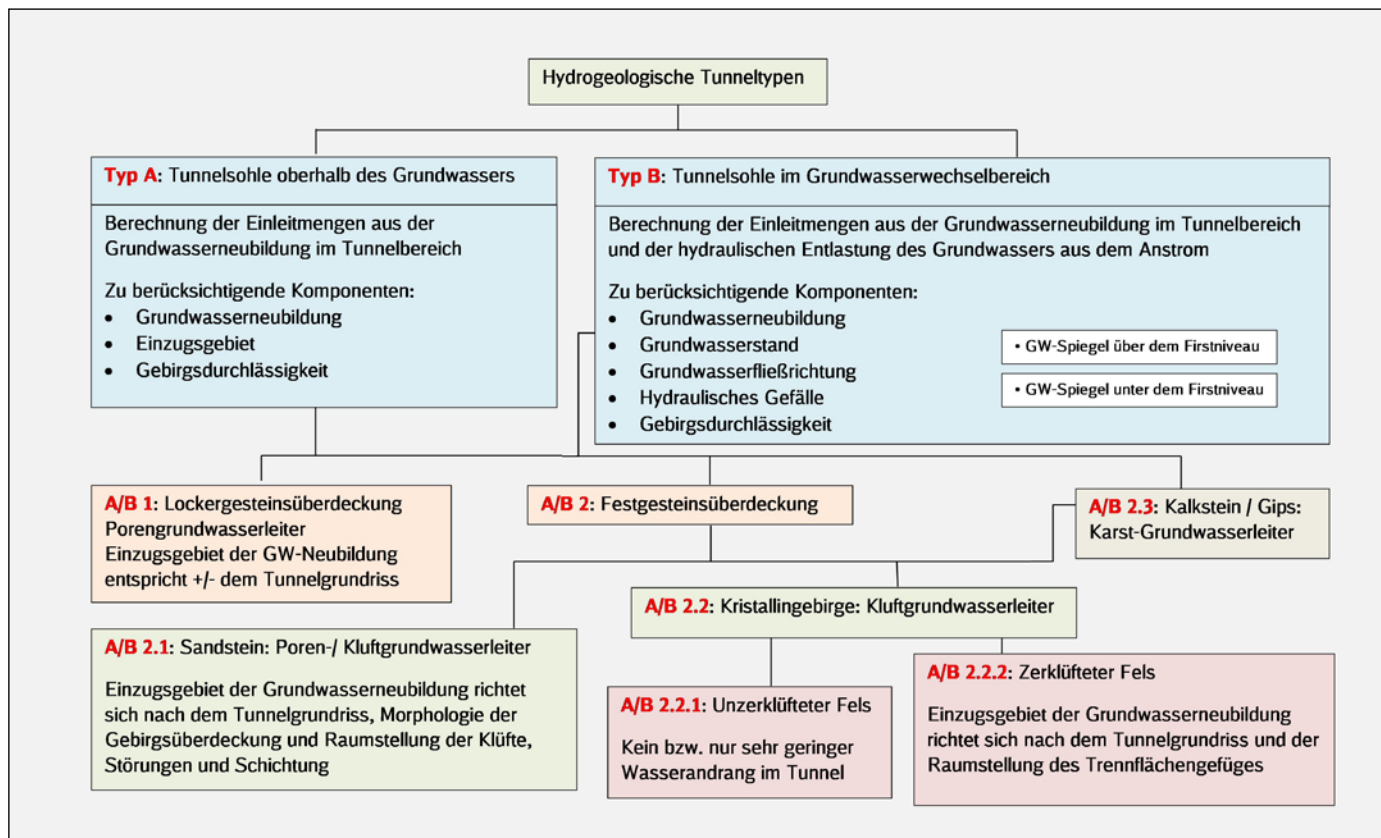 Hydrogeologische Tunneltypen
Typ A: Tunnelsohle oberhalb des Grundwassers
Berechnung der Einleitmengen aus der
Grundwasserneubildung im Tunnelbereich
Zu berücksichtigende Komponenten:
• Grundwasserneubildung
• Einzugsgebiet
• Gebirgsdurchlässigkeit
Typ B: Tunnelsohle im Grundwasserwechselbereich
Berechnung der Einleitmengen aus der Grundwasserneubildung im Tunnelbereich
und der hydraulischen Entlastung des Grundwassers aus dem Anstrom
Zu berücksichtigende Komponenten:
• Grundwasserneubildung
• Grundwasserstand
• Grundwasserfließrichtung
• Hydraulisches Gefälle
• Gebirgsdurchlässigkeit
• GW-Spiegel über dem Firstniveau
• GW-Spiegel unter dem Firstniveau
A/B 1: Lockergesteinsüberdeckung
Porengrundwasserleiter
Einzugsgebiet der GW-Neubildung
entspricht +/- dem Tunnelgrundriss
A/B 2: Festgesteinsüberdeckung
A/B 2.3: Kalkstein / Gips:
Karst-Grundwasserleiter
A/B 2.1: Sandstein: Poren-/ Kluftgrundwasserleiter
Einzugsgebiet der Grundwasserneubildung richtet
sich nach dem Tunnelgrundriss, Morphologie der
Gebirgsüberdeckung und Raumstellung der Klüfte,
Störungen und Schichtung
A/B 2.2: Kristallingebirge: Kluftgrundwasserleiter
A/B 2.2.1: Unzerklüfteter Fels
Kein bzw. nur sehr geringer
Wasserandrang im Tunnel
A/B 2.2.2: Zerklüfteter Fels
Einzugsgebiet der Grundwasserneubildung
richtet sich nach dem Tunnelgrundriss und der
Raumstellung des Trennflächengefüges